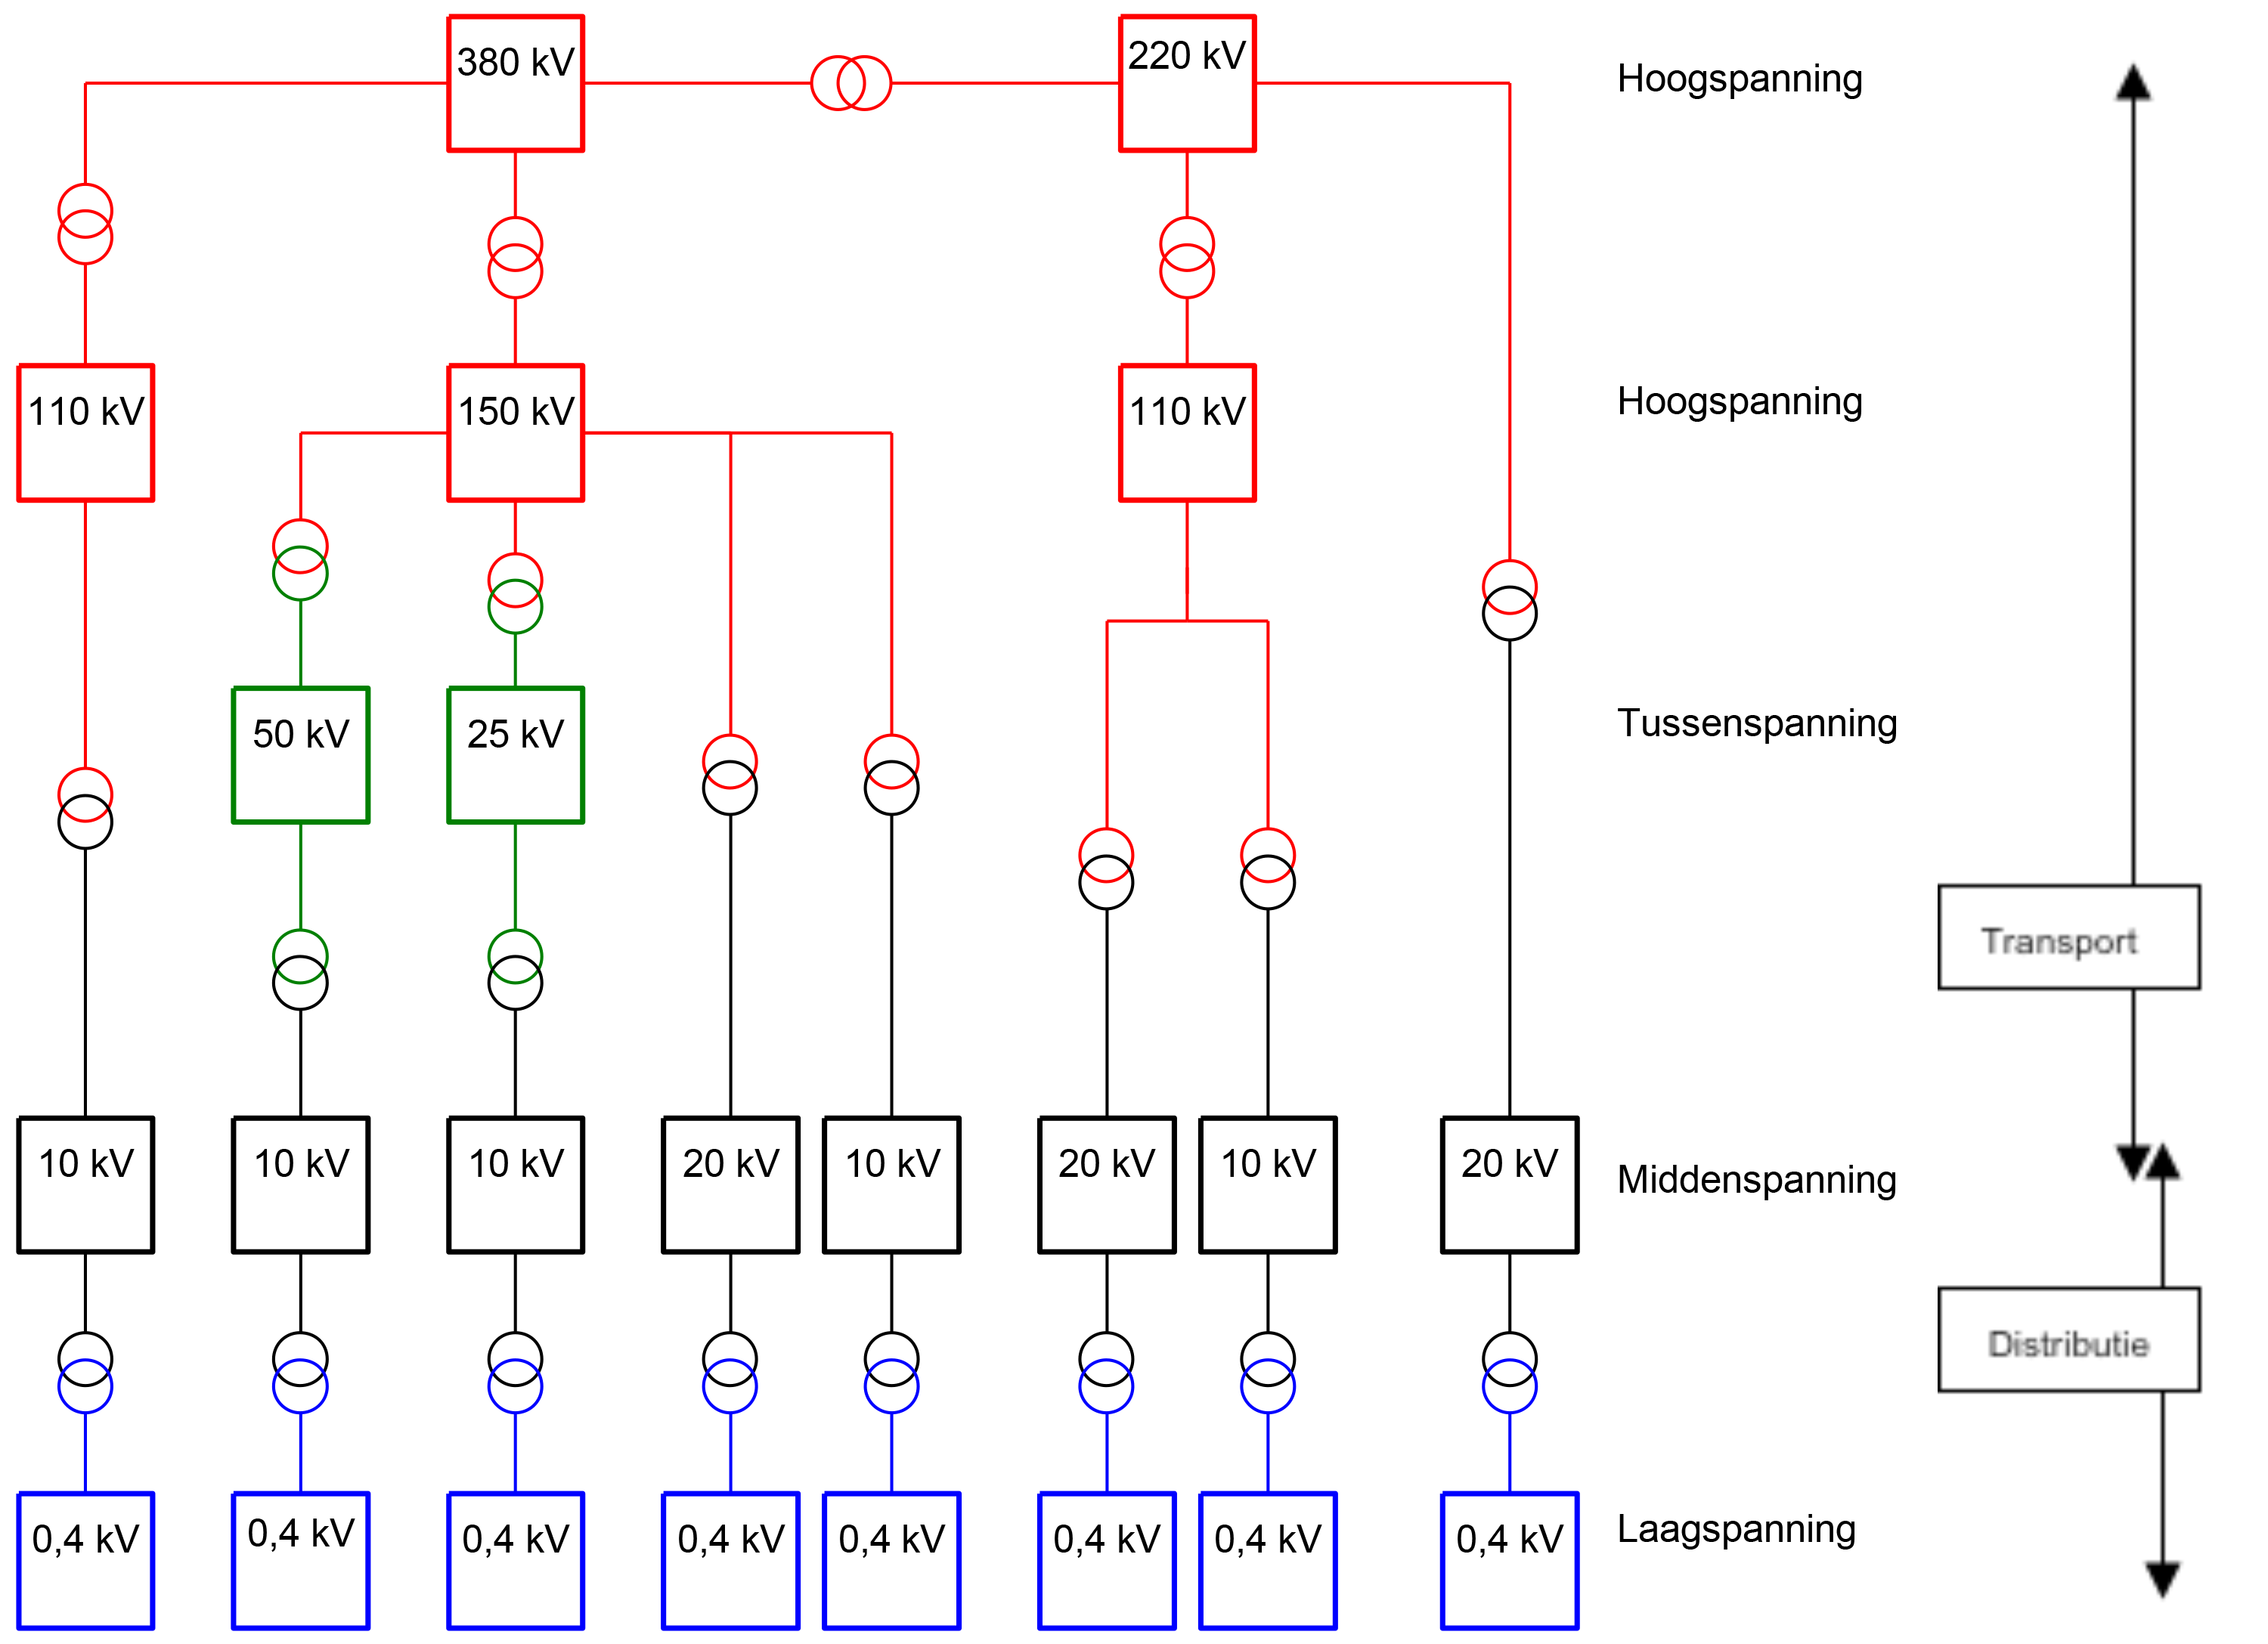 380 kV
220 kV
Hoogspanning
110 kV
150 kV
110 kV
Hoogspanning
50 kV
25 kV
Tussenspanning
Transport
10 kV
10 kV
10 kV
20 kV
10 kV
20 kV
10 kV
20 kV
Middenspanning
Distributie
0,4 kV
0,4 kV
0,4 kV
0,4 kV
0,4 kV
0,4 kV
0,4 kV
0,4 kV
Laagspanning